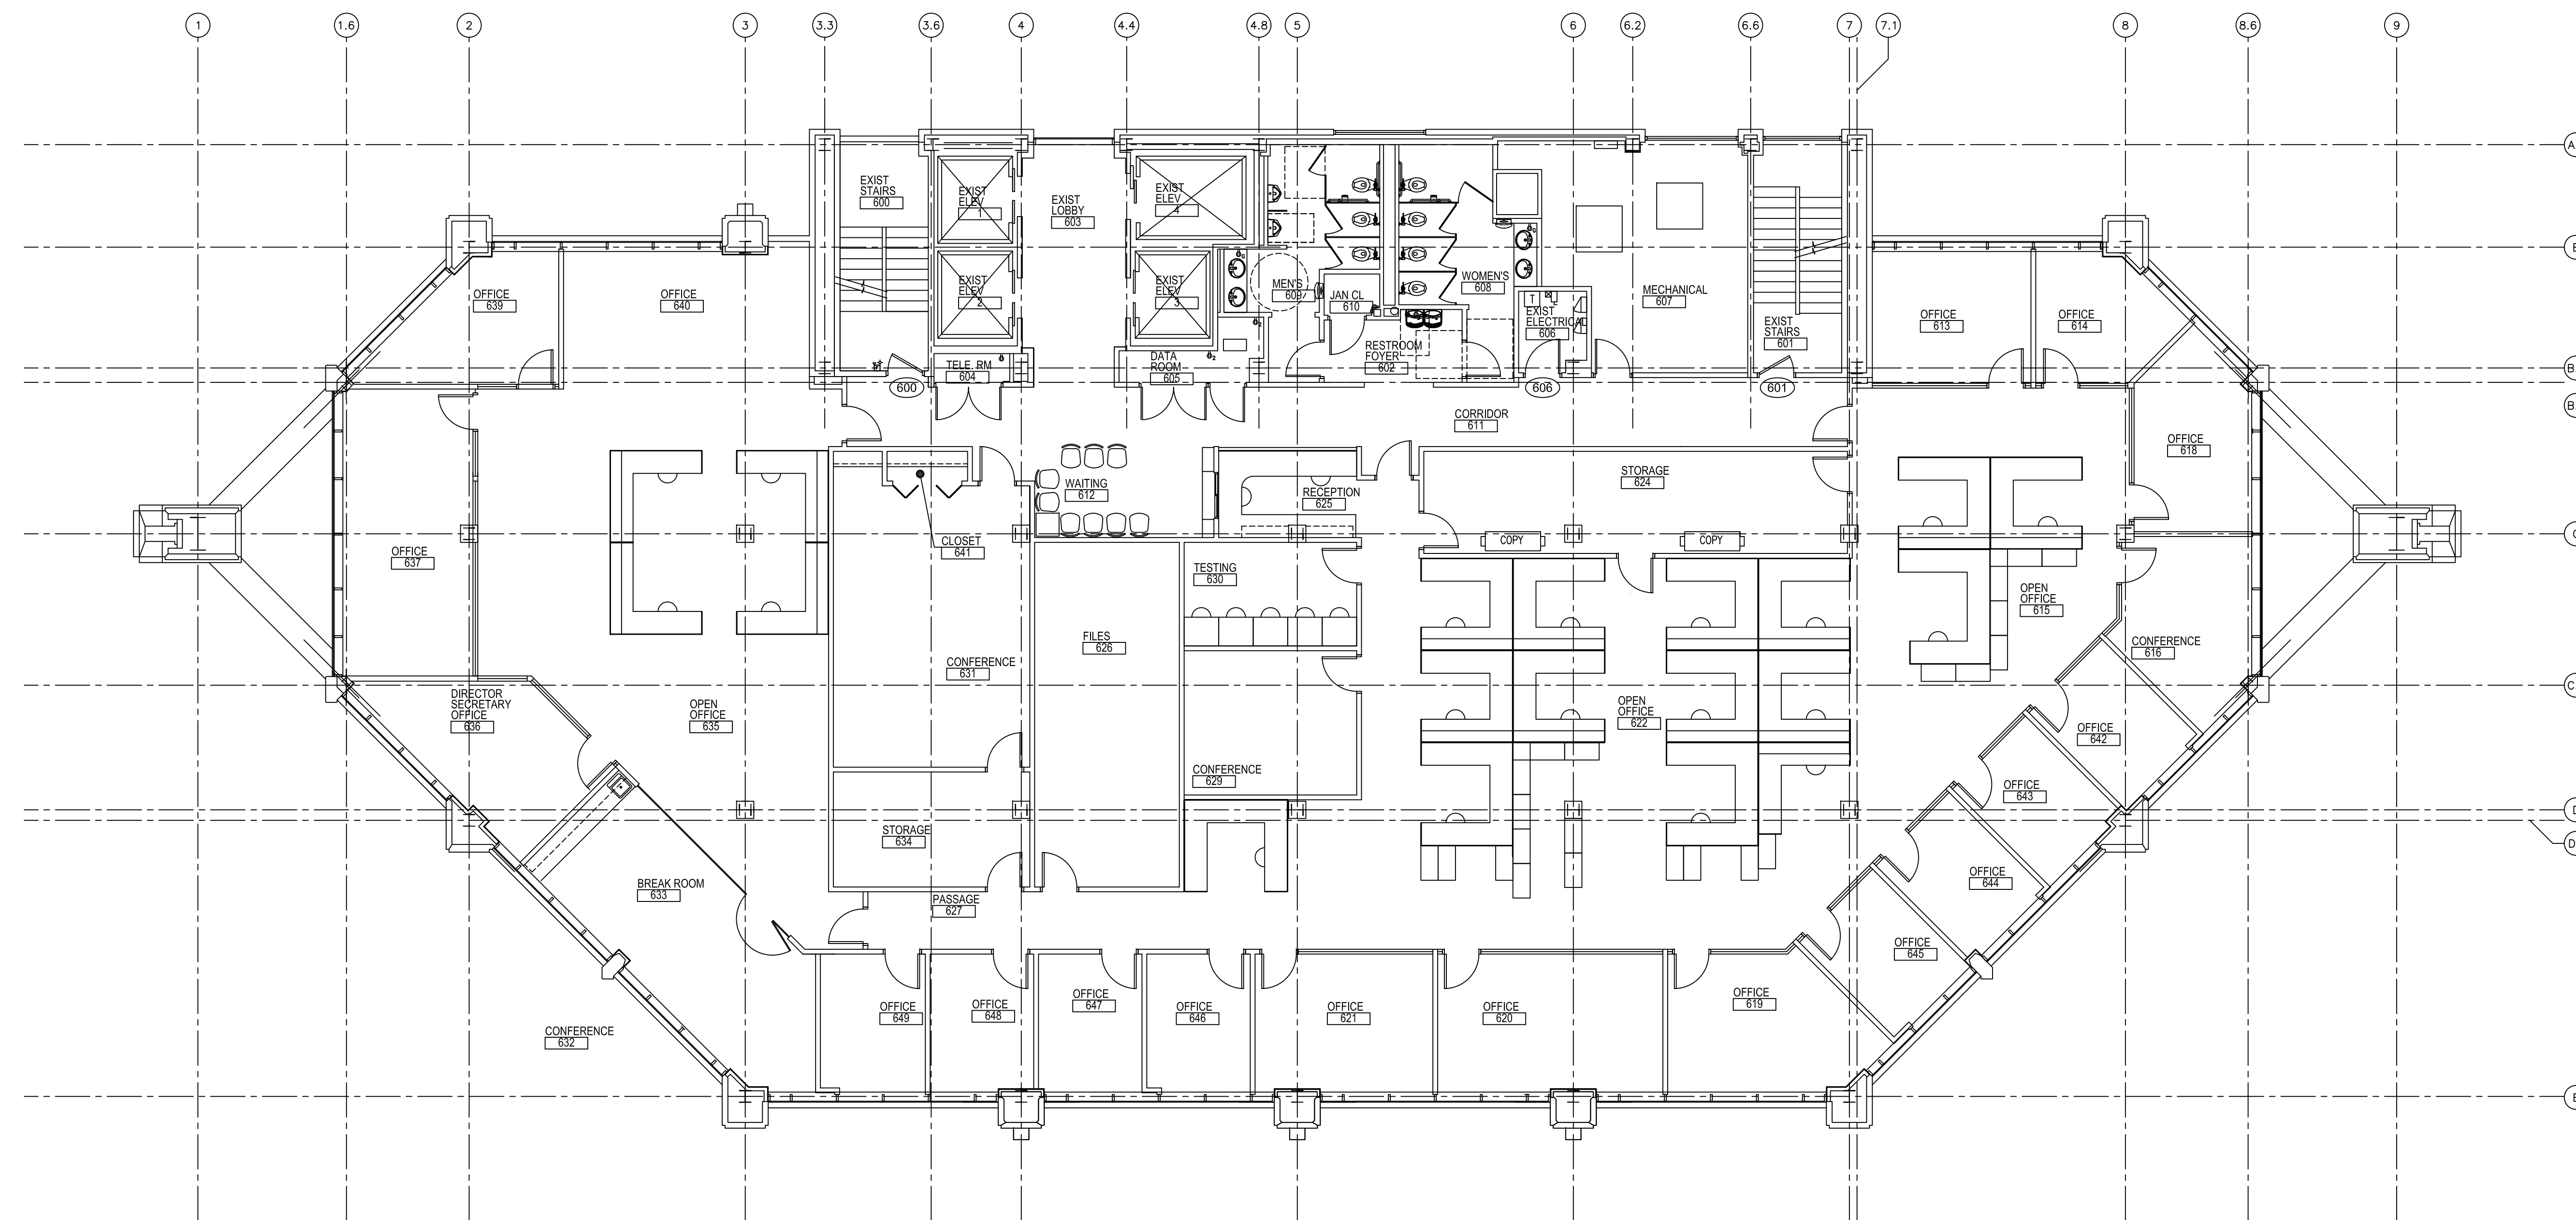 1
1.6
2
3
3.3
3.6
4
4.4
4.8
5
6
6.2
6.6
7
7.1
8
8.6
9
EXIST
STAIRS
600
EXIST
ELEV
1
EXIST
LOBBY
603
EXIST
ELEV
4
EXIST
ELEV
2
EXIST
ELEV
3
MEN'S
609
JAN CL
610
WOMEN'S
608
MECHANICAL
607
T
EXIST
ELECTRICAL
606
EXIST
STAIRS
601
RESTROOM
FOYER
602
TELE. RM
604
DATA
ROOM
605
600
606
601
OFFICE
639
OFFICE
640
OFFICE
613
OFFICE
614
CORRIDOR
611
OFFICE
618
WAITING
612
RECEPTION
625
STORAGE
624
COPY
COPY
CLOSET
641
OFFICE
637
TESTING
630
OPEN
OFFICE
615
FILES
626
CONFERENCE
616
CONFERENCE
631
DIRECTOR
SECRETARY
OFFICE
636
OPEN
OFFICE
635
OPEN
OFFICE
622
OFFICE
642
CONFERENCE
629
OFFICE
643
STORAGE
634
OFFICE
644
BREAK ROOM
633
PASSAGE
627
OFFICE
645
OFFICE
649
OFFICE
648
OFFICE
647
OFFICE
646
OFFICE
621
OFFICE
620
OFFICE
619
CONFERENCE
632